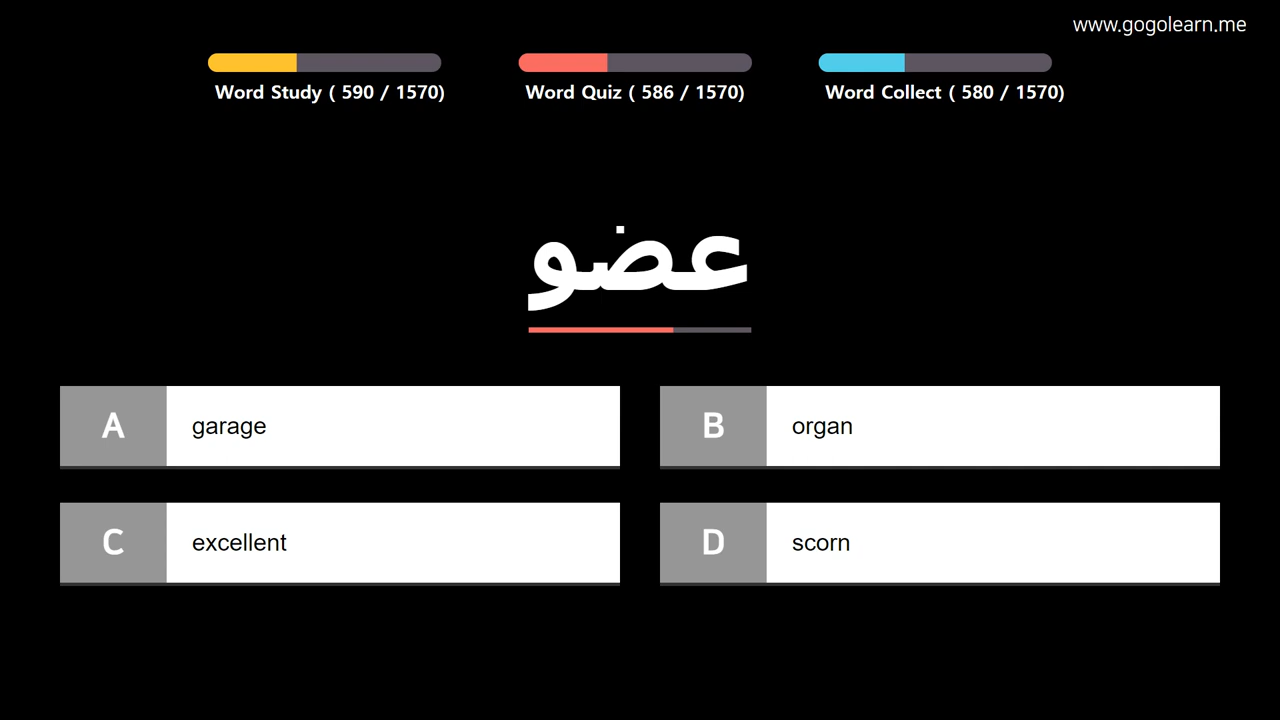 www.gogolearn.me
Word Study ( 590 / 1570)
Word Quiz ( 586 / 1570)
Word Collect ( 580 / 1570)
عضو
A garage
B organ
C excellent
D scorn